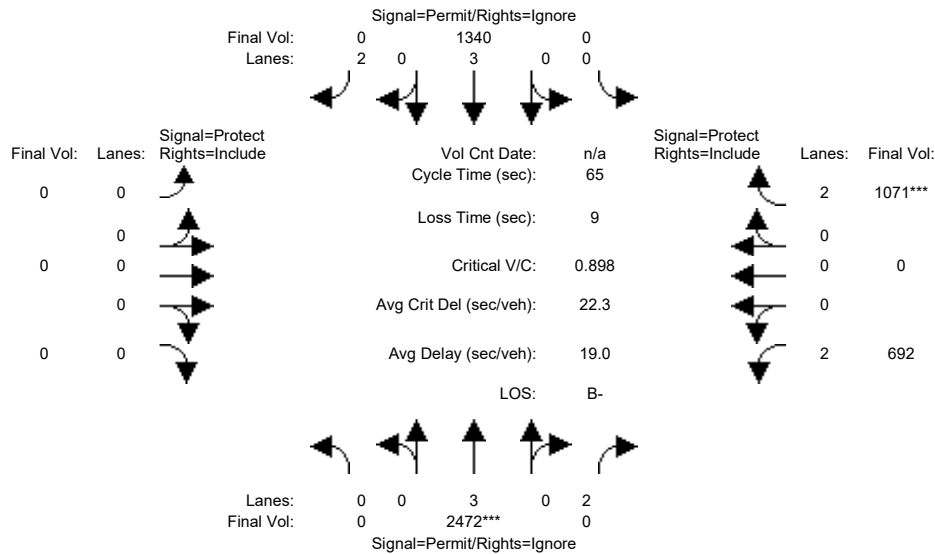 Signal=Permit/Rights=Ignore
Final Vol: 0 1340 0
Lanes: 2 0 3 0 0
Signal=Protect Signal=Protect
Final Vol: Lanes: Rights=Include Vol Cnt Date: n/a Rights=Include Lanes: Final Vol:
Cycle Time (sec): 65
0 0 2 1071***
Loss Time (sec): 9
0 0
0 0 Critical V/C: 0.898 0 0
0 Avg Crit Del (sec/veh): 22.3 0
0 0 Avg Delay (sec/veh): 19.0 2 692
LOS: B-
Lanes: 0 0 3 0 2
Final Vol: 0 2472*** 0
Signal=Permit/Rights=Ignore